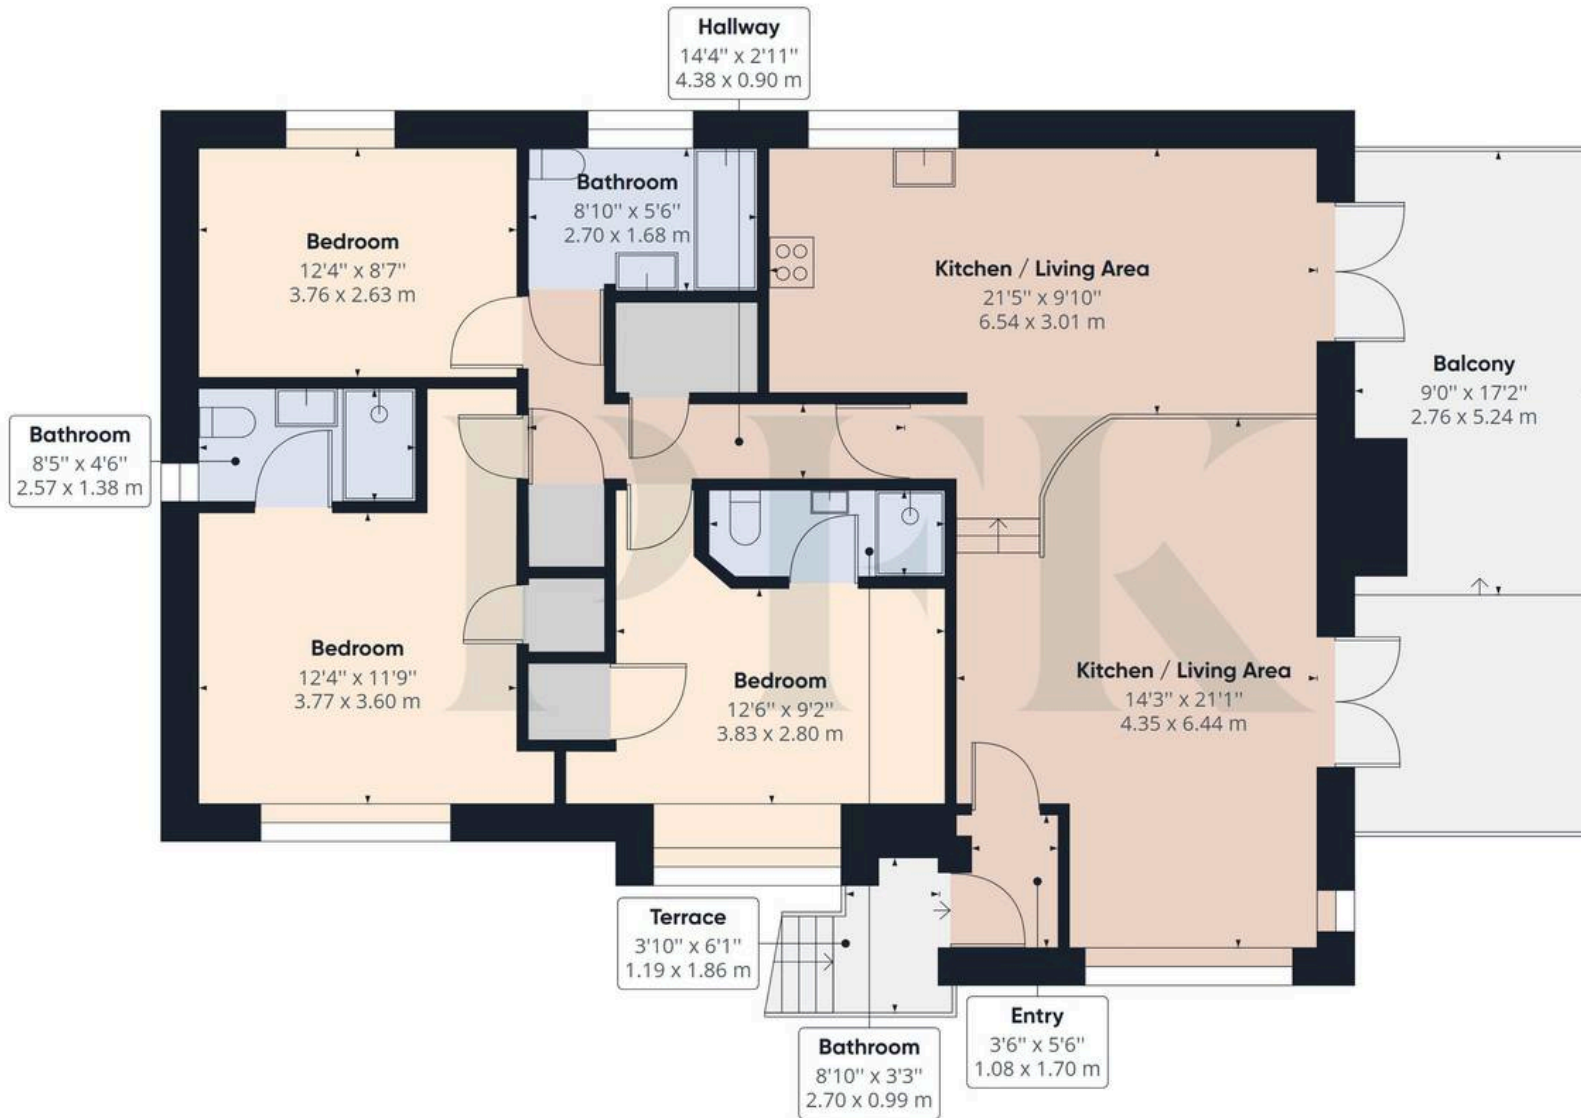 Hallway
14'4" x 2'11"
4.38 x 0.90 m
Bathroom
8'10" x 5'6"
2.70 x 1.68 m
Bedroom
12'4" x 8'7"
3.76 x 2.63 m
Kitchen / Living Area
21'5" x 9'10"
6.54 x 3.01 m
Balcony
9'0" x 17'2"
2.76 x 5.24 m
Bathroom
8'5" x 4'6"
2.57 x 1.38 m
PFK
Bedroom
12'4" x 11'9"
3.77 x 3.60 m
Bedroom
12'6" x 9'2"
3.83 x 2.80 m
Kitchen / Living Area
14'3" x 21'1"
4.35 x 6.44 m
Terrace
3'10" x 6'1"
1.19 x 1.86 m
Entry
3'6" x 5'6"
1.08 x 1.70 m
Bathroom
8'10" x 3'3"
2.70 x 0.99 m